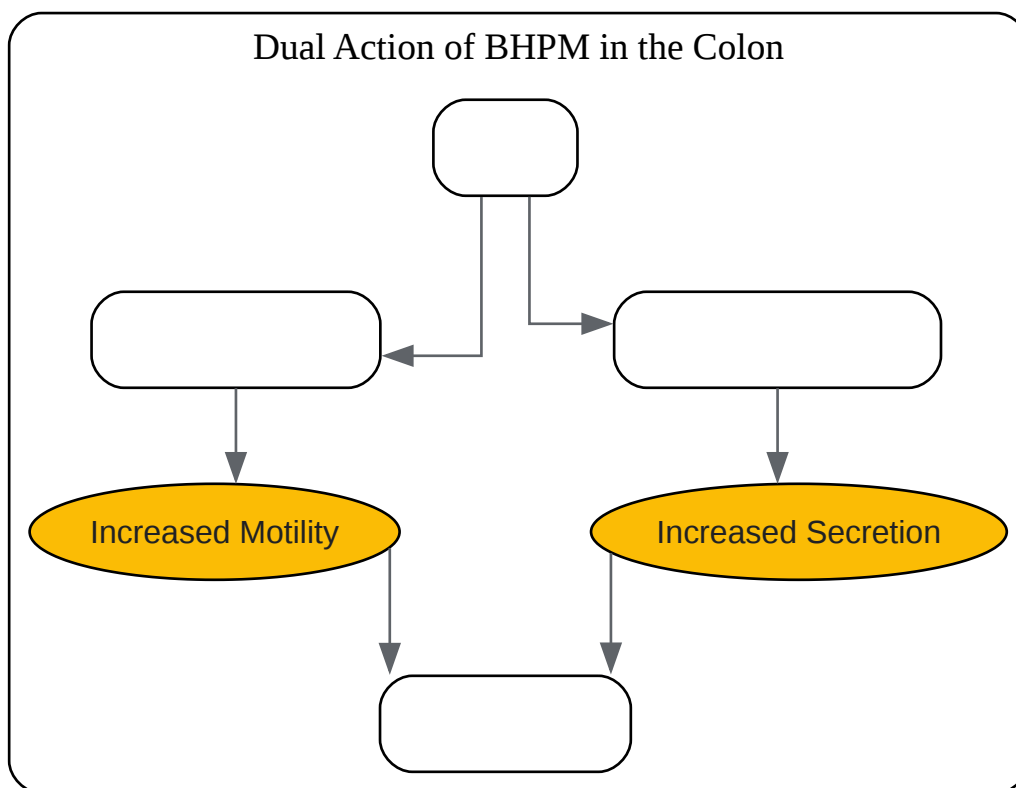 Dual Action of BHPM in the Colon
Increased Motility
Increased Secretion